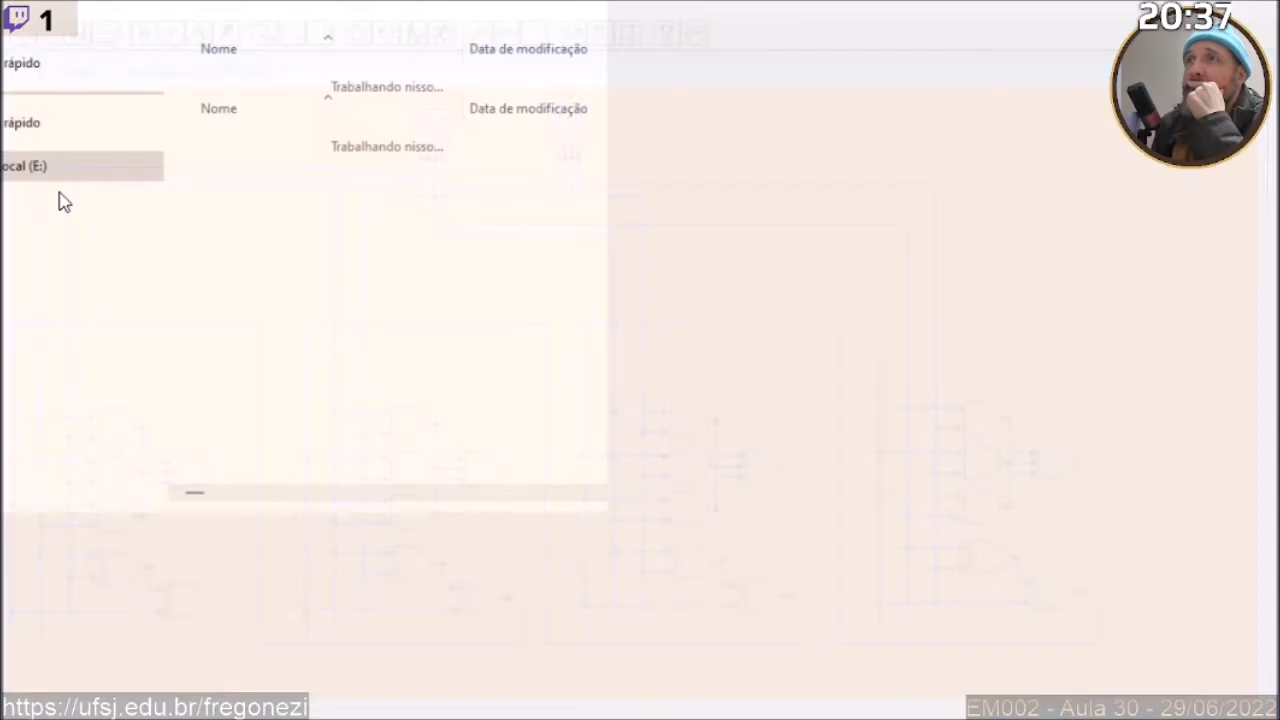 1
20:37
Nome
Data de modificação
rápido
Trabalhando nisso...
Nome
Data de modificação
rápido
Trabalhando nisso...
ocal (E:)
https://ufsj.edu.br/fregonezi
EM002 - Aula 30 - 29/06/2022